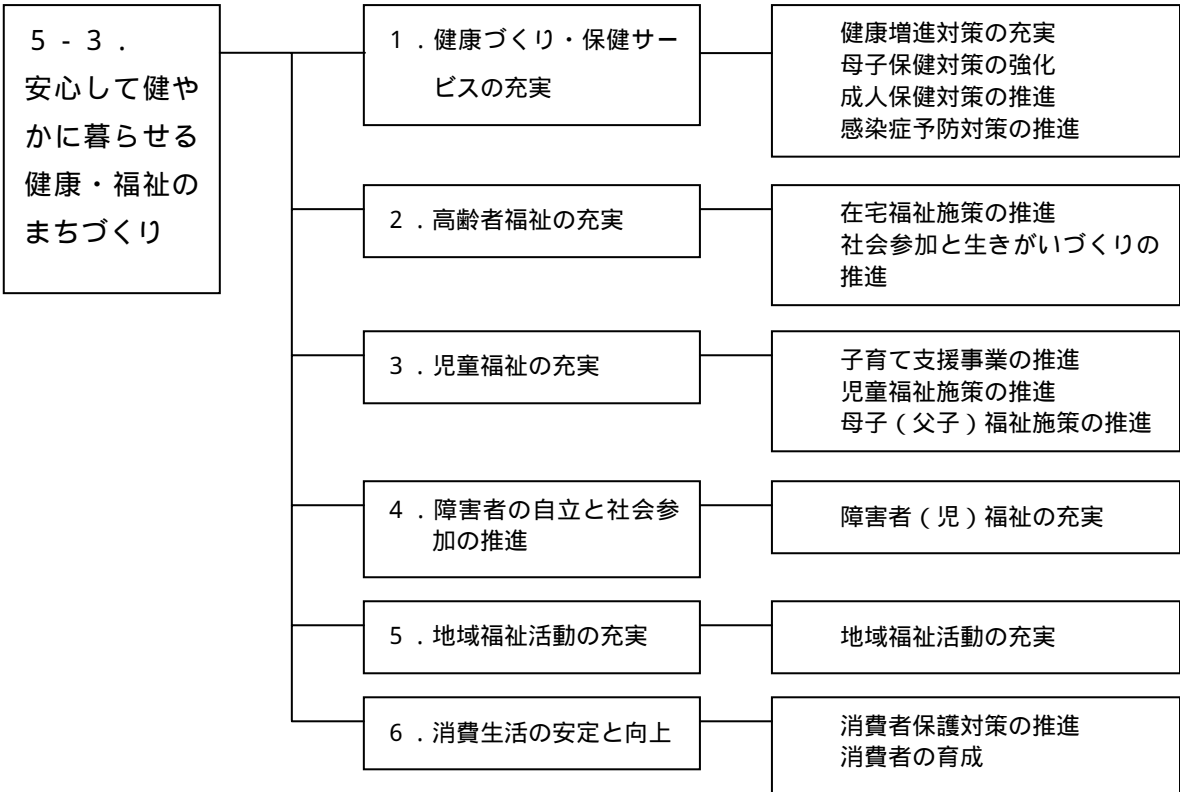 ５-３．
安心して健や
かに暮らせる
健康・福祉の
まちづくり
１．健康づくり・保健サー
ビスの充実
健康増進対策の充実
母子保健対策の強化
成人保健対策の推進
感染症予防対策の推進
２．高齢者福祉の充実
在宅福祉施策の推進
社会参加と生きがいづくりの
推進
３．児童福祉の充実
子育て支援事業の推進
児童福祉施策の推進
母子（父子）福祉施策の推進
４．障害者の自立と社会参
加の推進
障害者（児）福祉の充実
５．地域福祉活動の充実
地域福祉活動の充実
６．消費生活の安定と向上
消費者保護対策の推進
消費者の育成